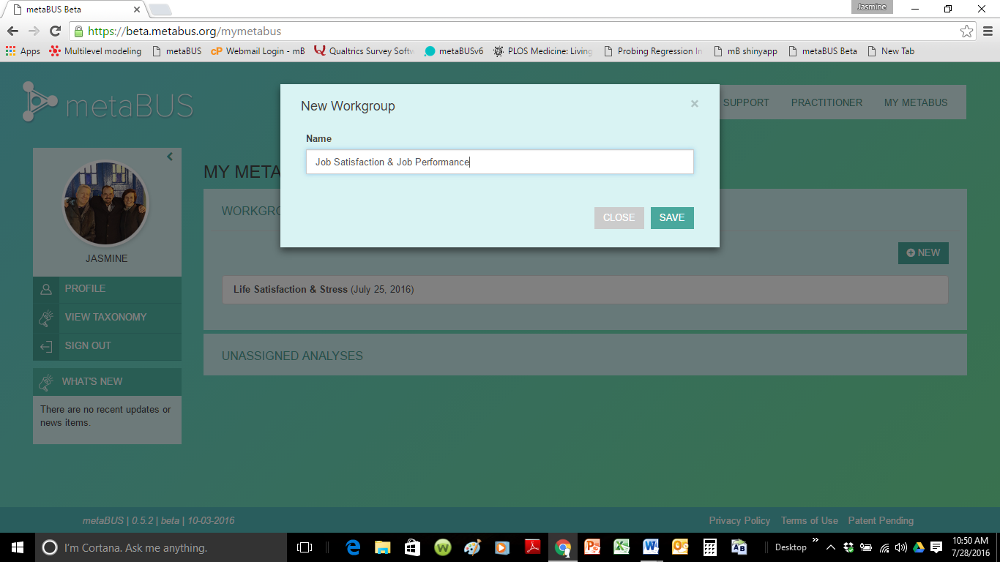 metaBUS Beta
Jasmine
https://beta.metabus.org/mymetabus
Apps
Multilevel modeling
metaBUS
cP Webmail Login - mB
Qualtrics Survey Softw
metaBUSv6
PLOS Medicine: Living
Probing Regression In
mB shinyapp
metaBUS Beta
New Tab
metaBUS
SUPPORT
PRACTITIONER
MY METABUS
New Workgroup
×
Name
Job Satisfaction & Job Performance
CLOSE
SAVE
JASMINE
PROFILE
VIEW TAXONOMY
SIGN OUT
WHAT'S NEW
There are no recent updates or
news items.
MY META
WORKGRO
NEW
Life Satisfaction & Stress (July 25, 2016)
UNASSIGNED ANALYSES
metaBUS | 0.5.2 | beta | 10-03-2016
Privacy Policy
Terms of Use
Patent Pending
I'm Cortana. Ask me anything.
Desktop
10:50 AM
7/28/2016